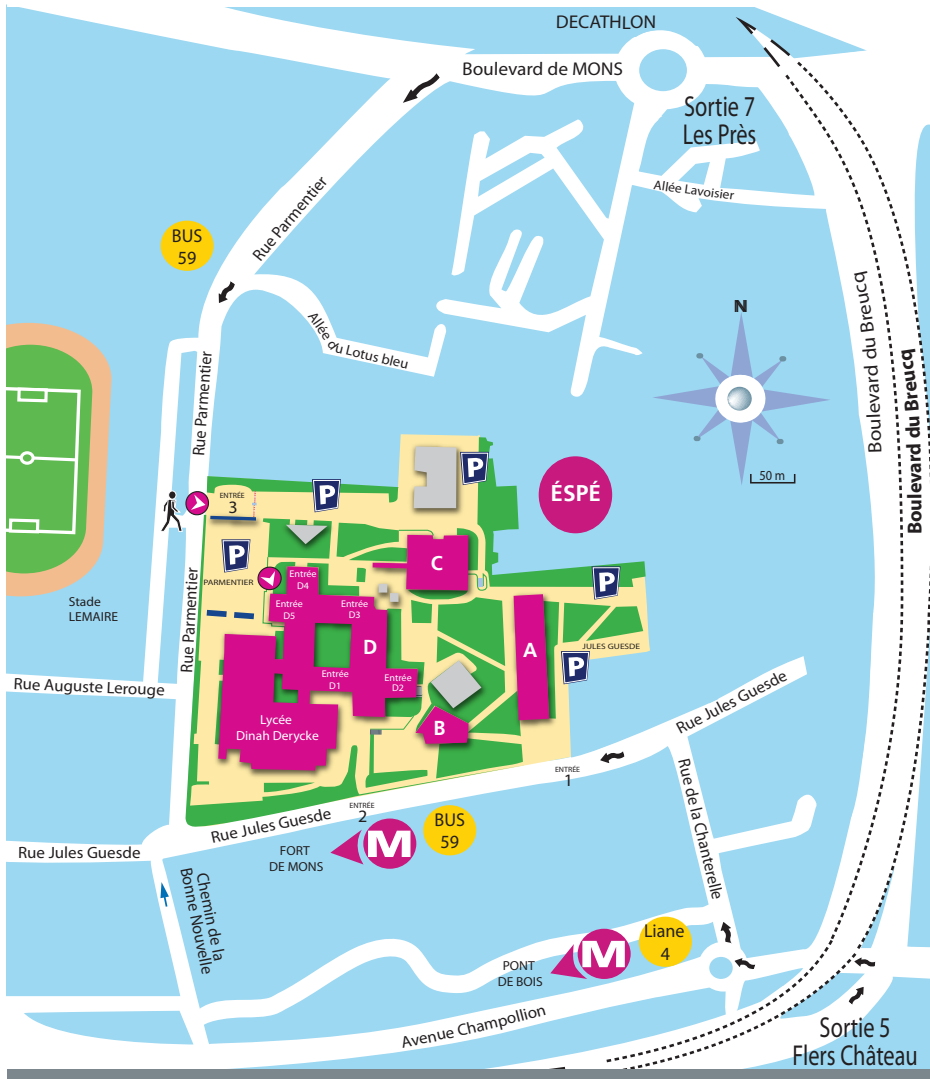 DECATHLON
Boulevard de MONS
Sortie 7
Les Près
Allée Lavoisier
Rue Parmentier
BUS
59
Allée du Lotus bleu
Boulevard du Breucq
Boulevard du Breucq
N
50 m
Rue Parmentier
ÉSPÉ
P
P
ENTRÉE
3
P
PARMENTIER
C
P
Entrée
D4
Entrée
D5
Entrée
D3
D
A
JULES GUESDE
P
Stade
LEMAIRE
Rue Parmentier
Entrée
D1
Entrée
D2
Rue Auguste Lerouge
Lycée
Dinah Derycke
B
Rue Jules Guesde
ENTRÉE
1
ENTRÉE
2
Rue Jules Guesde
BUS
59
M
FORT
DE MONS
Rue Jules Guesde
Rue de la Chanterelle
Chemin de la
Bonne Nouvelle
Liane
4
M
PONT
DE BOIS
Avenue Champollion
Sortie 5
Flers Château